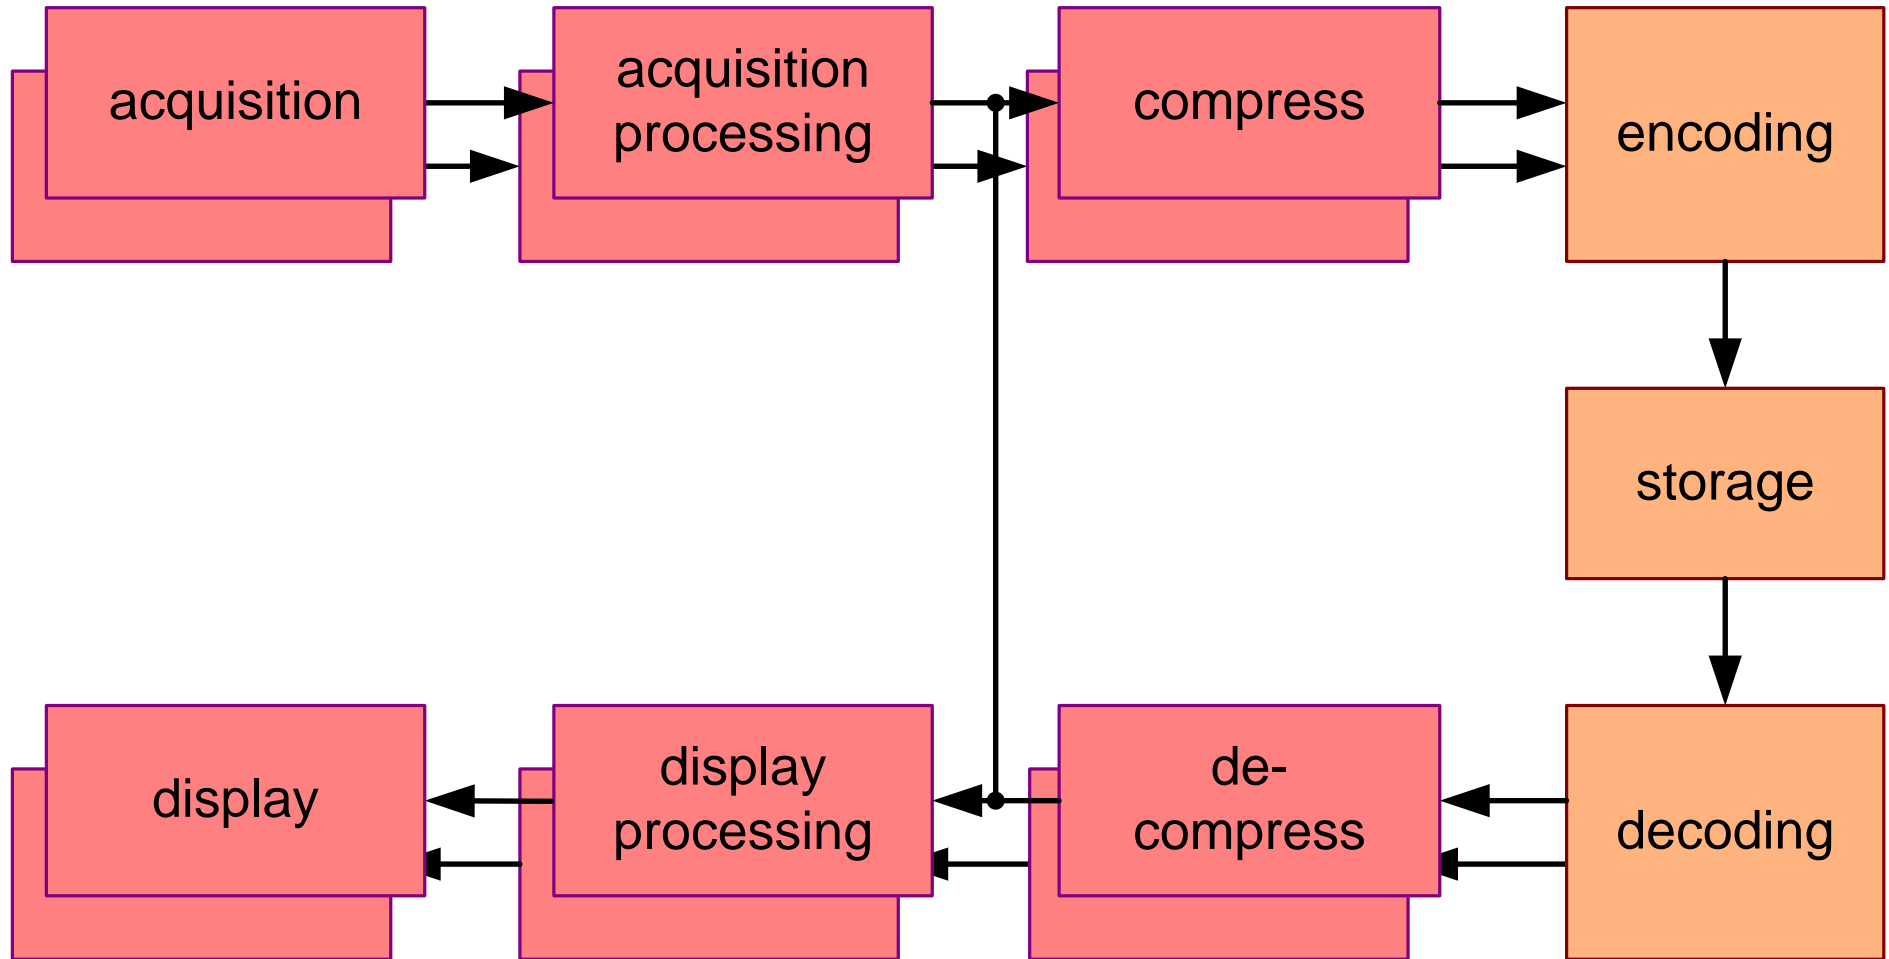 acquisition
acquisition
processing
compress
encoding
storage
display
display
processing
de-
compress
decoding